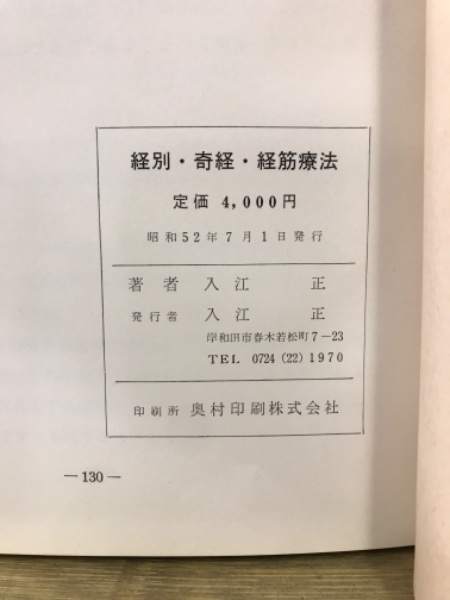 経別・奇経・経筋療法
定価 4,000円
昭和52年7月1日発行
著者 入江 正
発行者 入江 正
岸和田市春木若松町7−23
TEL 0724(22)1970
印刷所 奥村印刷株式会社
—130—